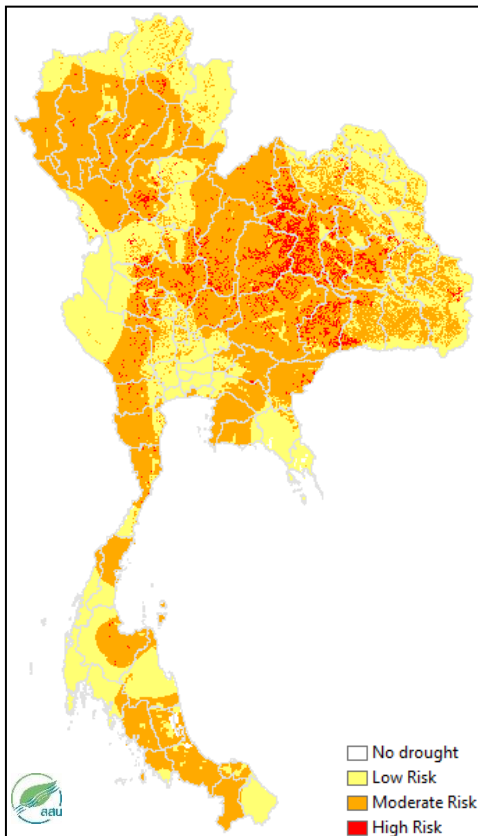 No drought
Low Risk
Moderate Risk
High Risk
สสน